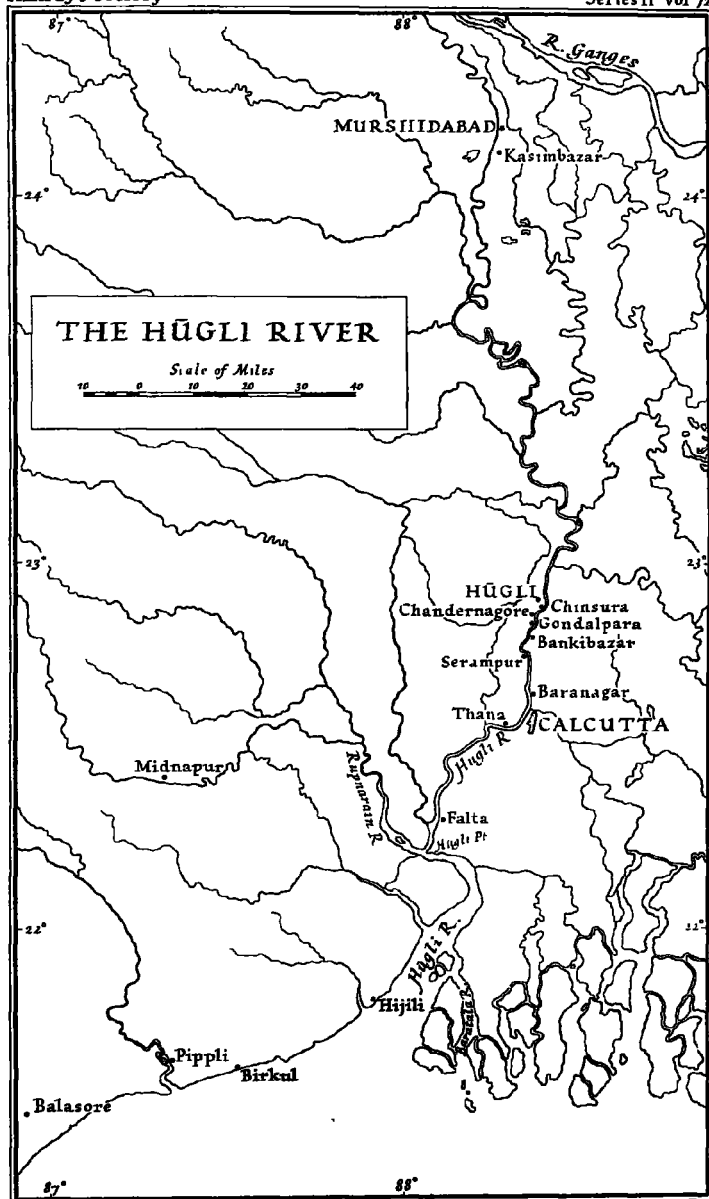 Series II Vol
87° 88°
R. Ganges
MURSHIDABAD
Kasimbazar
24° 24°
THE HŪGLI RIVER
Scale of Miles
10 0 10 20 30 40
23° 23°
HŪGLI
Chandernagore Chinsura
Gondalpara
Bankibazar
Serampur
Baranagar
Thana
CALCUTTA
Hugli R
Midnapur
Rupnarain R
Falta
Hūgli Pt
22° 22°
Hūgli R.
Hijili
Pippli
Birkul
Balasore
87° 88°